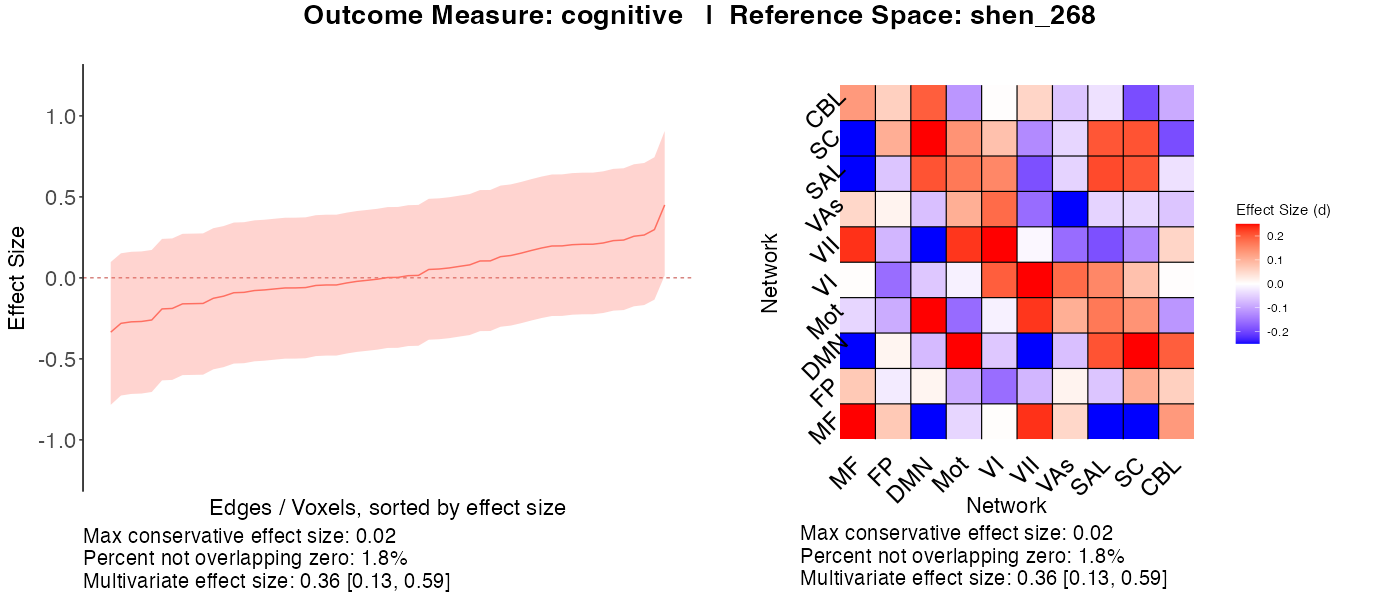 Outcome Measure: cognitive | Reference Space: shen_268
Effect Size
1.0
0.5
0.0
-0.5
-1.0
Edges / Voxels, sorted by effect size
Max conservative effect size: 0.02
Percent not overlapping zero: 1.8%
Multivariate effect size: 0.36 [0.13, 0.59]
Network
CBL
SC
SAL
VAs
VII
VI
Mot
DMN
FP
MF
MF
FP
DMN
Mot
VI
VII
VAs
SAL
SC
CBL
Network
Effect Size (d)
0.2
0.1
0.0
-0.1
-0.2
Max conservative effect size: 0.02
Percent not overlapping zero: 1.8%
Multivariate effect size: 0.36 [0.13, 0.59]